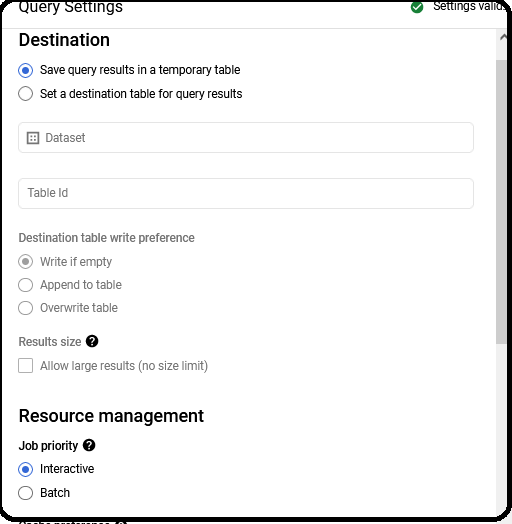 Query Settings
Settings valid
Destination
Save query results in a temporary table
Set a destination table for query results
Dataset
Table Id
Destination table write preference
Write if empty
Append to table
Overwrite table
Results size
Allow large results (no size limit)
Resource management
Job priority
Interactive
Batch
Cache preference